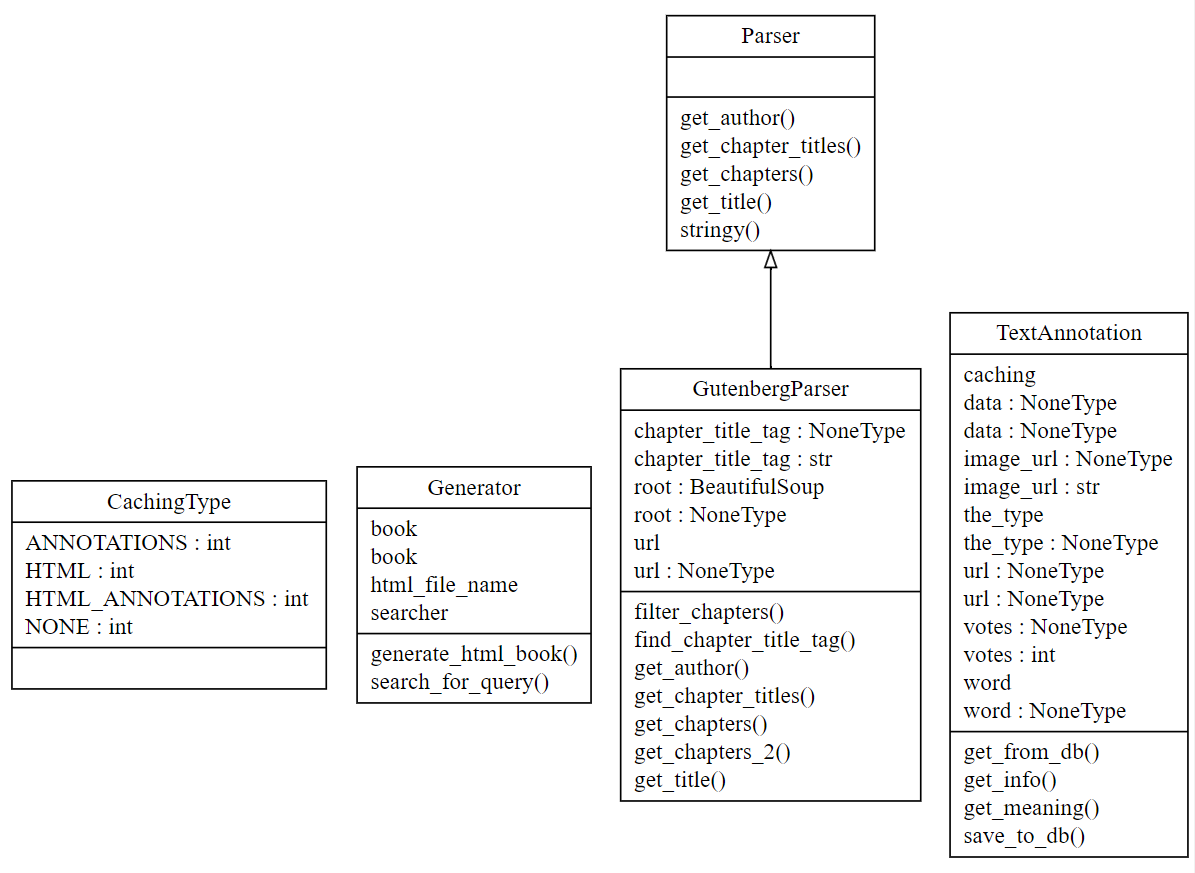 Parser
get_author()
get_chapter_titles()
get_chapters()
get_title()
stringy()
CachingType
ANNOTATIONS : int
HTML : int
HTML_ANNOTATIONS : int
NONE : int
Generator
book
book
html_file_name
searcher
generate_html_book()
search_for_query()
GutenbergParser
chapter_title_tag : NoneType
chapter_title_tag : str
root : BeautifulSoup
root : NoneType
url
url : NoneType
filter_chapters()
find_chapter_title_tag()
get_author()
get_chapter_titles()
get_chapters()
get_chapters_2()
get_title()
TextAnnotation
caching
data : NoneType
data : NoneType
image_url : NoneType
image_url : str
the_type
the_type : NoneType
url : NoneType
url : NoneType
votes : NoneType
votes : int
word
word : NoneType
get_from_db()
get_info()
get_meaning()
save_to_db()